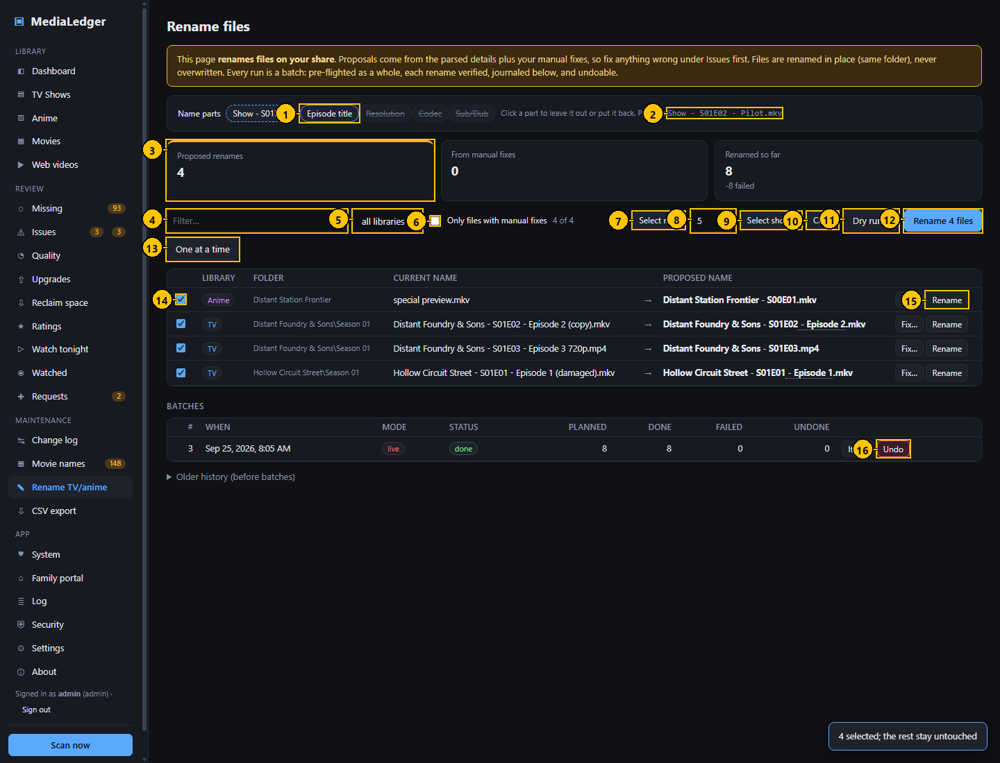 MediaLedger
LIBRARY
Dashboard
TV Shows
Anime
Movies
Web videos
REVIEW
Missing 93
Issues 3 3
Quality
Upgrades
Reclaim space
Ratings
Watch tonight
Watched
Requests 2
MAINTENANCE
Change log
Movie names 148
Rename TV/anime
CSV export
APP
System
Family portal
Log
Security
Settings
About
Signed in as admin (admin) ·
Sign out
Scan now
Rename files
This page renames files on your share. Proposals come from the parsed details plus your manual fixes, so fix anything wrong under Issues first. Files are renamed in place (same folder), never
overwritten. Every run is a batch: pre-flighted as a whole, each rename verified, journaled below, and undoable.
Name parts Show - S01 1 Episode title Resolution Codec Sub/Dub Click a part to leave it out or put it back. P 2 Show - S01E02 - Pilot.mkv
3 Proposed renames
4
From manual fixes
0
Renamed so far
8
-8 failed
4 Filter... 5 all libraries 6 Only files with manual fixes 4 of 4 7 Select 8 5 9 Select sho 10 11 Dry run 12 Rename 4 files
13 One at a time
LIBRARY FOLDER CURRENT NAME PROPOSED NAME
14 Anime Distant Station Frontier special preview.mkv → Distant Station Frontier - S00E01.mkv 15 Rename
TV Distant Foundry & Sons\Season 01 Distant Foundry & Sons - S01E02 - Episode 2 (copy).mkv → Distant Foundry & Sons - S01E02 - Episode 2.mkv Fix... Rename
TV Distant Foundry & Sons\Season 01 Distant Foundry & Sons - S01E03 - Episode 3 720p.mp4 → Distant Foundry & Sons - S01E03.mp4 Fix... Rename
TV Hollow Circuit Street\Season 01 Hollow Circuit Street - S01E01 - Episode 1 (damaged).mkv → Hollow Circuit Street - S01E01 - Episode 1.mkv Fix... Rename
BATCHES
# WHEN MODE STATUS PLANNED DONE FAILED UNDONE
3 Sep 25, 2026, 8:05 AM live done 8 8 0 0 It 16 Undo
Older history (before batches)
4 selected; the rest stay untouched